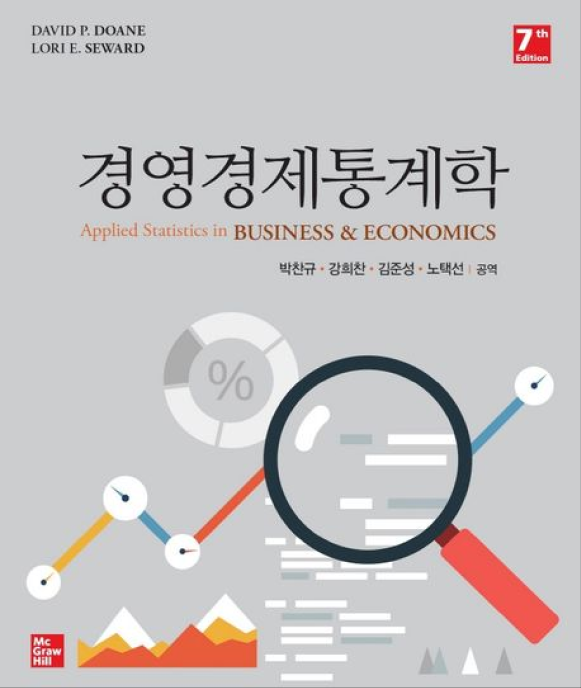 DAVID P. DOANE
LORI E. SEWARD
7th
Edition
경영경제통계학
Applied Statistics in BUSINESS & ECONOMICS
박찬규 • 강희찬 • 김준성 • 노택선 | 공역
%
Mc
Graw
Hill